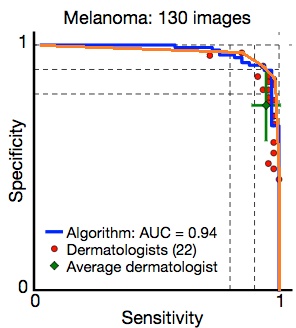 Melanoma: 130 images
1
Specificity
Algorithm: AUC = 0.94
Dermatologists (22)
Average dermatologist
0
0
1
Sensitivity